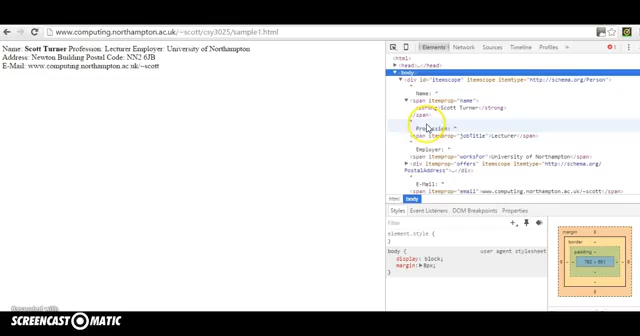 www.computing.northampton.ac.uk/~scott/csy3025/sample1.html
Name: Scott Turner Profession: Lecturer Employer: University of Northampton
Address: Newton Building Postal Code: NN2 6JB
E-Mail: www.computing.northampton.ac.uk/~scott
Elements Network Sources Timeline Profiles
<html>
<head>…</head>
<body>
<div id="itemscope" itemscope itemtype="http://schema.org/Person">
"
Name: "
<span itemprop="name">
<strong>Scott Turner</strong>
</span>
"
Profession: "
<span itemprop="jobTitle">Lecturer</span>
"
Employer: "
<span itemprop="worksfor">University of Northampton</span>
<div itemprop="offers" itemscope itemtype="http://schema.org/
PostalAddress">…</div>
"
E-Mail: "
<span itemprop="email">www.computing.northampton.ac.uk/~scott</span>
html body
Styles Event Listeners DOM Breakpoints Properties
Filter
element.style {
}
body { user agent stylesheet
display: block;
margin: 8px;
}
margin 8
border -
padding -
8 - - - - 8
-
-
8
Recorded with
SCREENCAST MATIC